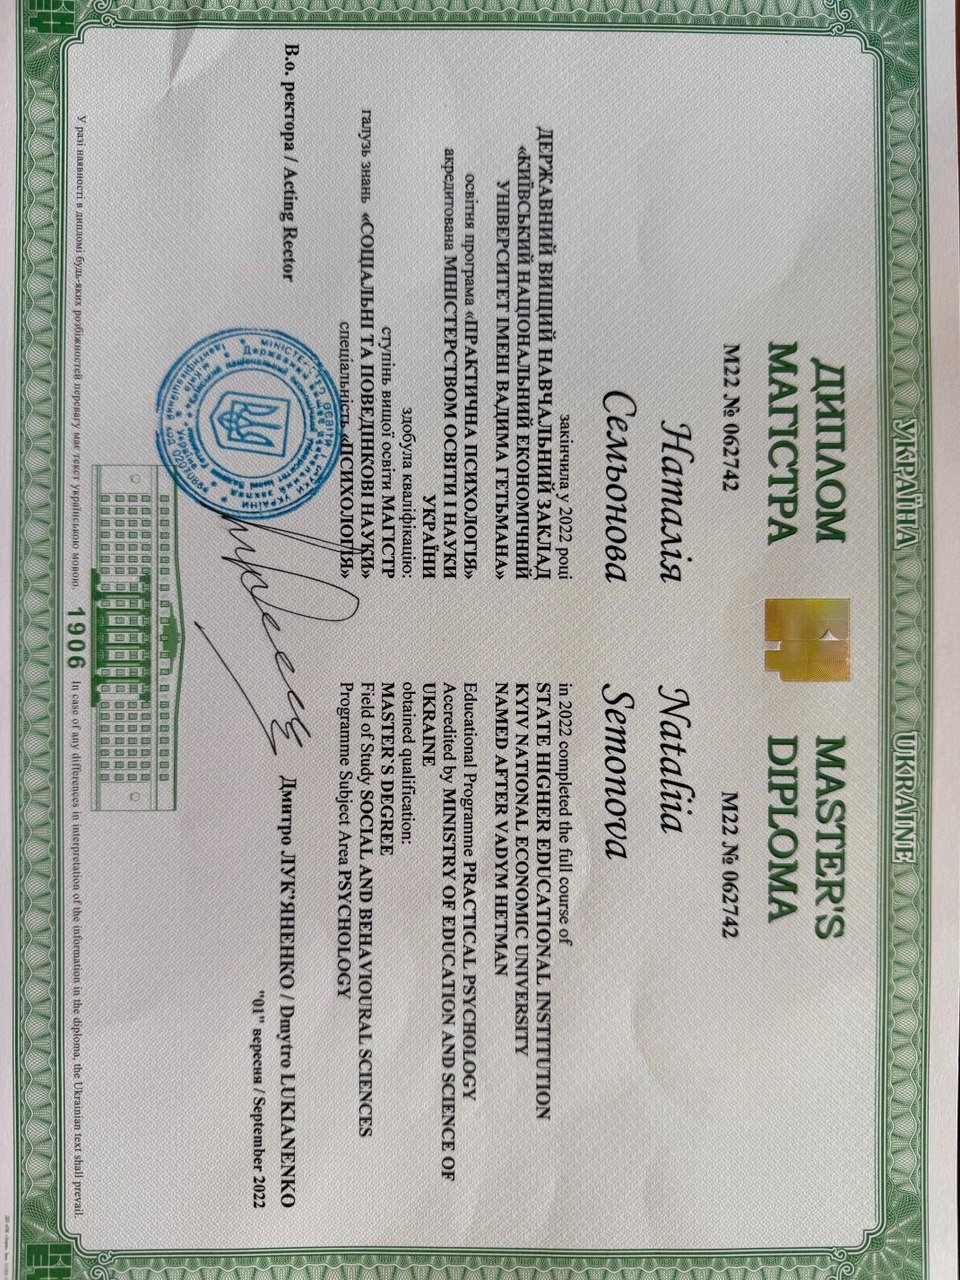 УКРАЇНА
UKRAINE
ДИПЛОМ
МАГІСТРА
MASTER'S
DIPLOMA
М22 № 062742
М22 № 062742
Наталія
Семьонова
Nataliia
Semonova
закінчила у 2022 році
ДЕРЖАВНИЙ ВИЩИЙ НАВЧАЛЬНИЙ ЗАКЛАД
«КИЇВСЬКИЙ НАЦІОНАЛЬНИЙ ЕКОНОМІЧНИЙ
УНІВЕРСИТЕТ ІМЕНІ ВАДИМА ГЕТЬМАНА»
освітня програма «ПРАКТИЧНА ПСИХОЛОГІЯ»
акредитована МІНІСТЕРСТВОМ ОСВІТИ І НАУКИ
УКРАЇНИ
здобула кваліфікацію:
ступінь вищої освіти МАГІСТР
галузь знань «СОЦІАЛЬНІ ТА ПОВЕДІНКОВІ НАУКИ»
спеціальність «ПСИХОЛОГІЯ»
in 2022 completed the full course of
STATE HIGHER EDUCATIONAL INSTITUTION
KYIV NATIONAL ECONOMIC UNIVERSITY
NAMED AFTER VADYM HETMAN
Educational Programme PRACTICAL PSYCHOLOGY
Accredited by MINISTRY OF EDUCATION AND SCIENCE OF
UKRAINE
obtained qualification:
MASTER`S DEGREE
Field of Study SOCIAL AND BEHAVIOURAL SCIENCES
Programme Subject Area PSYCHOLOGY
В.о. ректора / Acting Rector
Дмитро ЛУК'ЯНЕНКО / Dmytro LUKIANENKO
"01" вересня / September 2022
У разі наявності в дипломі будь-яких розбіжностей перевагу має текст українською мовою.
1906
In case of any differences in interpretation of the information in the diploma, the Ukrainian text shall prevail.